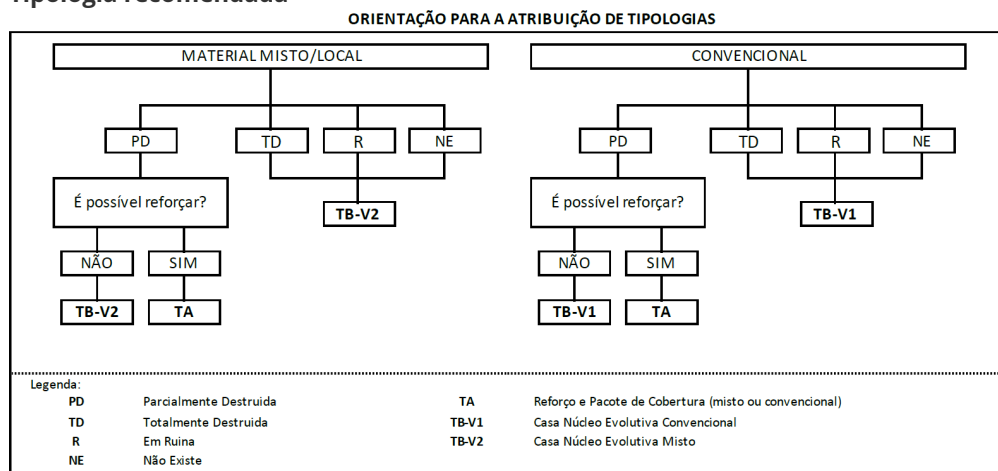 Tipologia recomendada
ORIENTAÇÃO PARA A ATRIBUIÇÃO DE TIPOLOGIAS
MATERIAL MISTO/LOCAL
CONVENCIONAL
PD TD R NE
PD TD R NE
É possível reforçar?
TB-V2
É possível reforçar?
TB-V1
NÃO SIM
NÃO SIM
TB-V2 TA
TB-V1 TA
Legenda:
PD Parcialmente Destruida
TA Reforço e Pacote de Cobertura (misto ou convencional)
TD Totalmente Destruida
TB-V1 Casa Núcleo Evolutiva Convencional
R Em Ruina
TB-V2 Casa Núcleo Evolutiva Misto
NE Não Existe